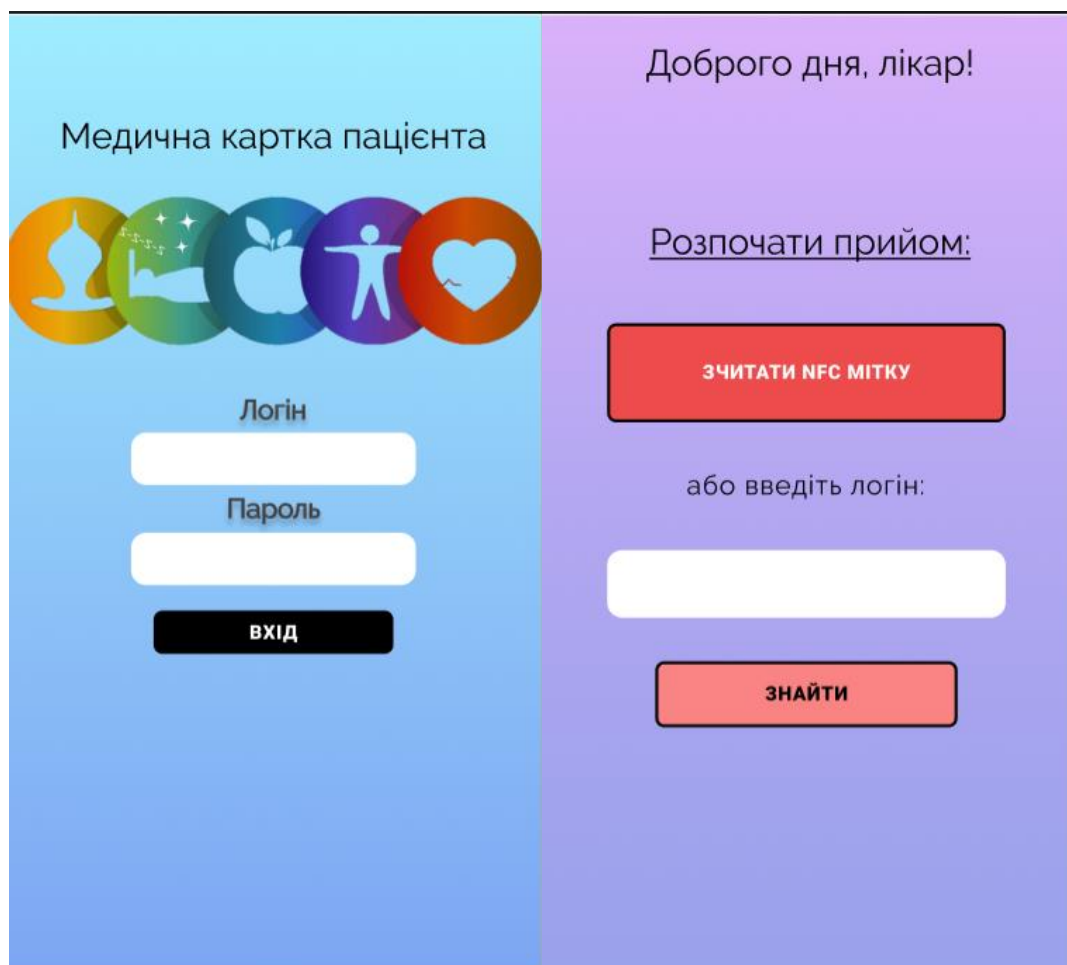 Медична картка пацієнта
Логін
Пароль
ВХІД
Доброго дня, лікар!
Розпочати прийом:
ЗЧИТАТИ NFC МІТКУ
або введіть логін:
ЗНАЙТИ